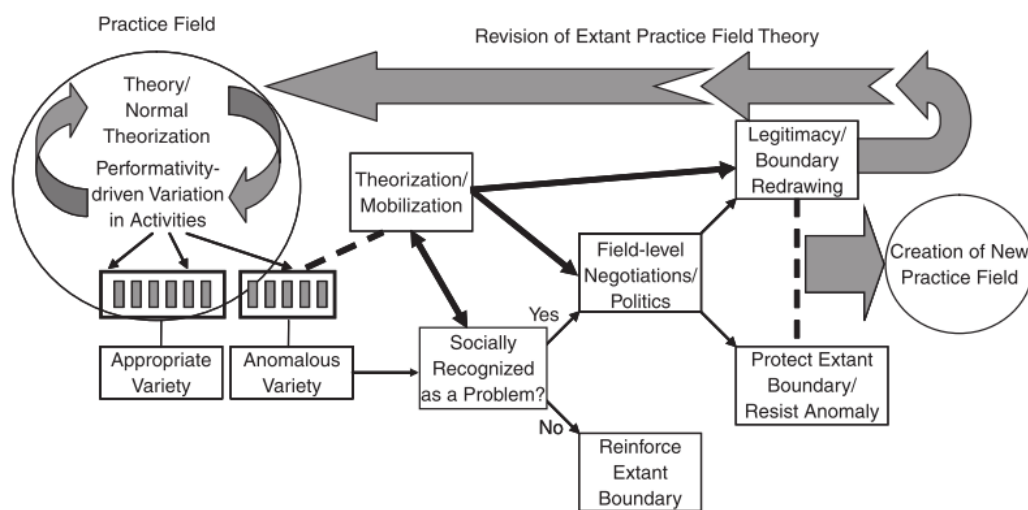 Practice Field
Revision of Extant Practice Field Theory
Theory/
Normal
Theorization
Performativity-
driven Variation
in Activities
Appropriate
Variety
Anomalous
Variety
Theorization/
Mobilization
Socially
Recognized
as a Problem?
Yes
No
Field-level
Negotiations/
Politics
Reinforce
Extant
Boundary
Legitimacy/
Boundary
Redrawing
Protect Extant
Boundary/
Resist Anomaly
Creation of New
Practice Field